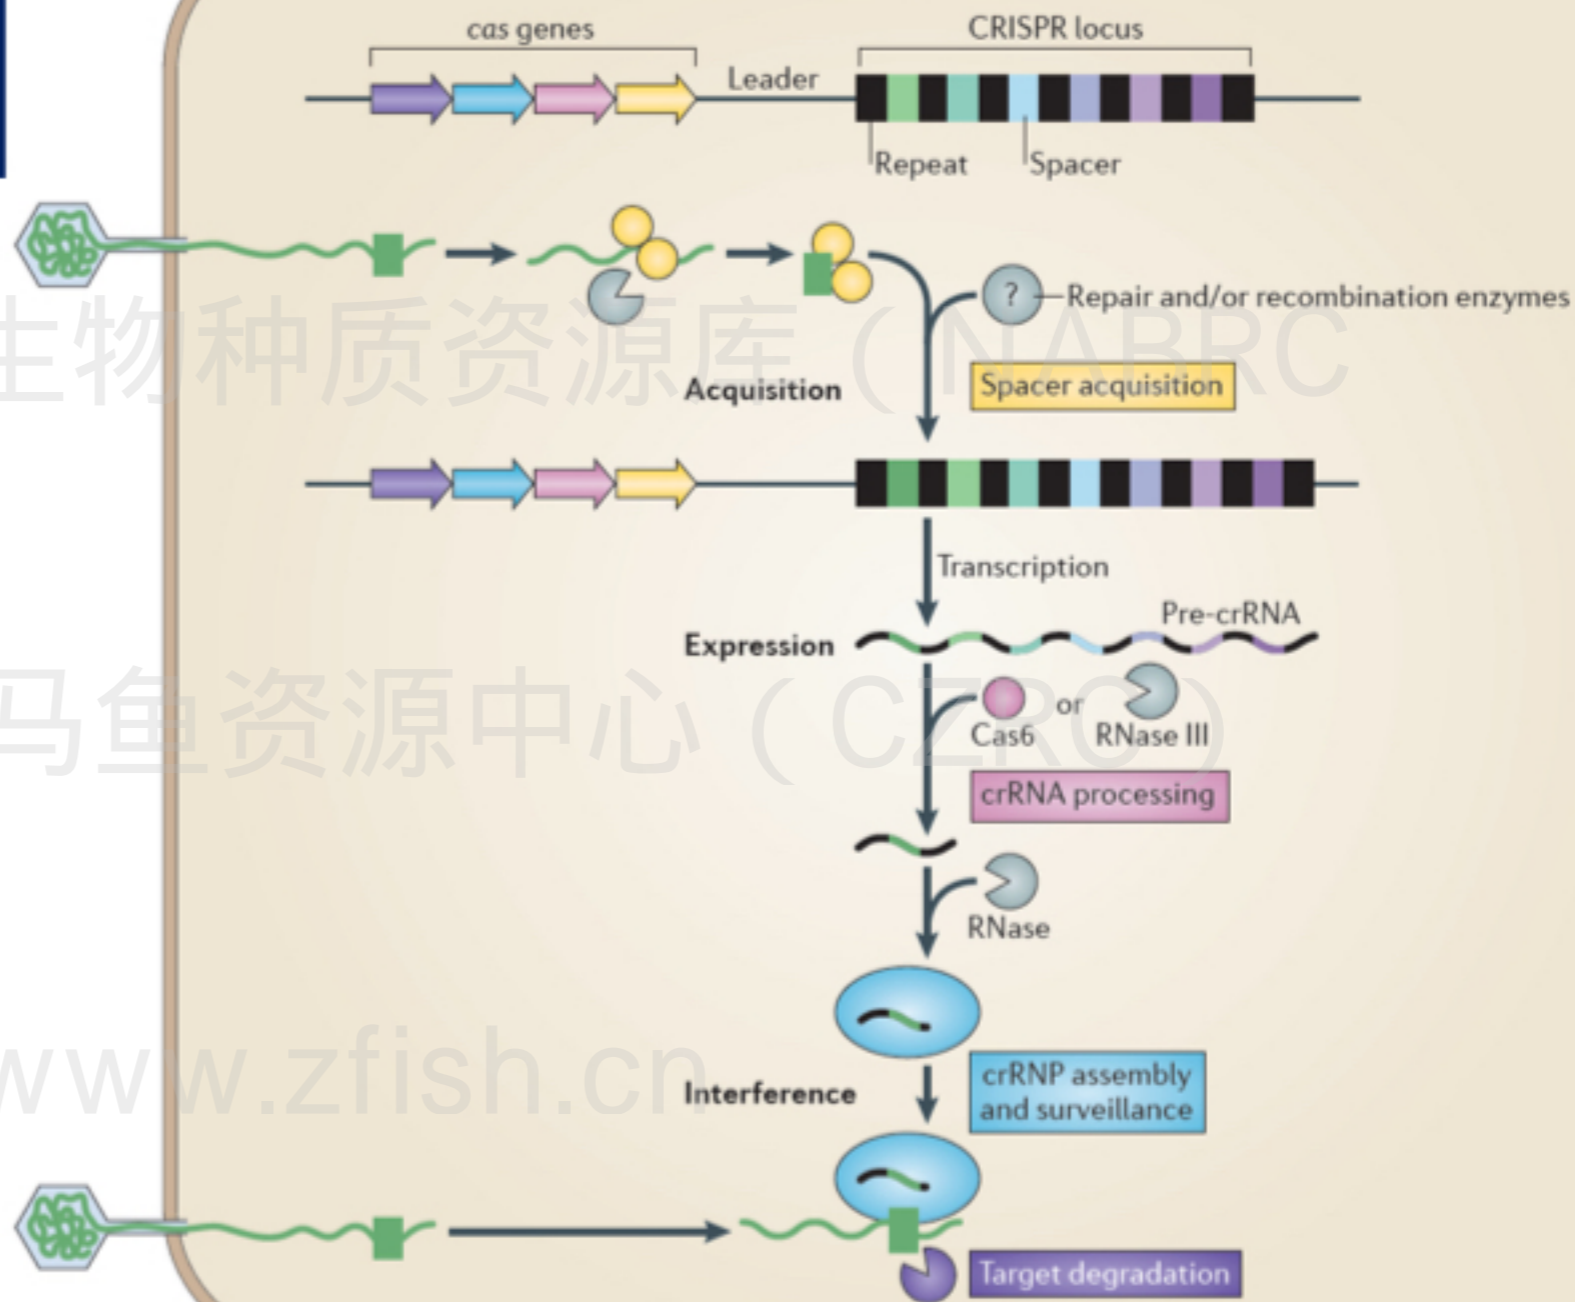 cas genes
CRISPR locus
Leader
Repeat
Spacer
?
Repair and/or recombination enzymes
生物种质资源库（NABRC
Acquisition
Spacer acquisition
Transcription
Pre-crRNA
Expression
马鱼资源中心（CZRC）
Cas6
or
RNase III
crRNA processing
RNase
www.zfish.cn
Interference
crRNP assembly
and surveillance
Target degradation